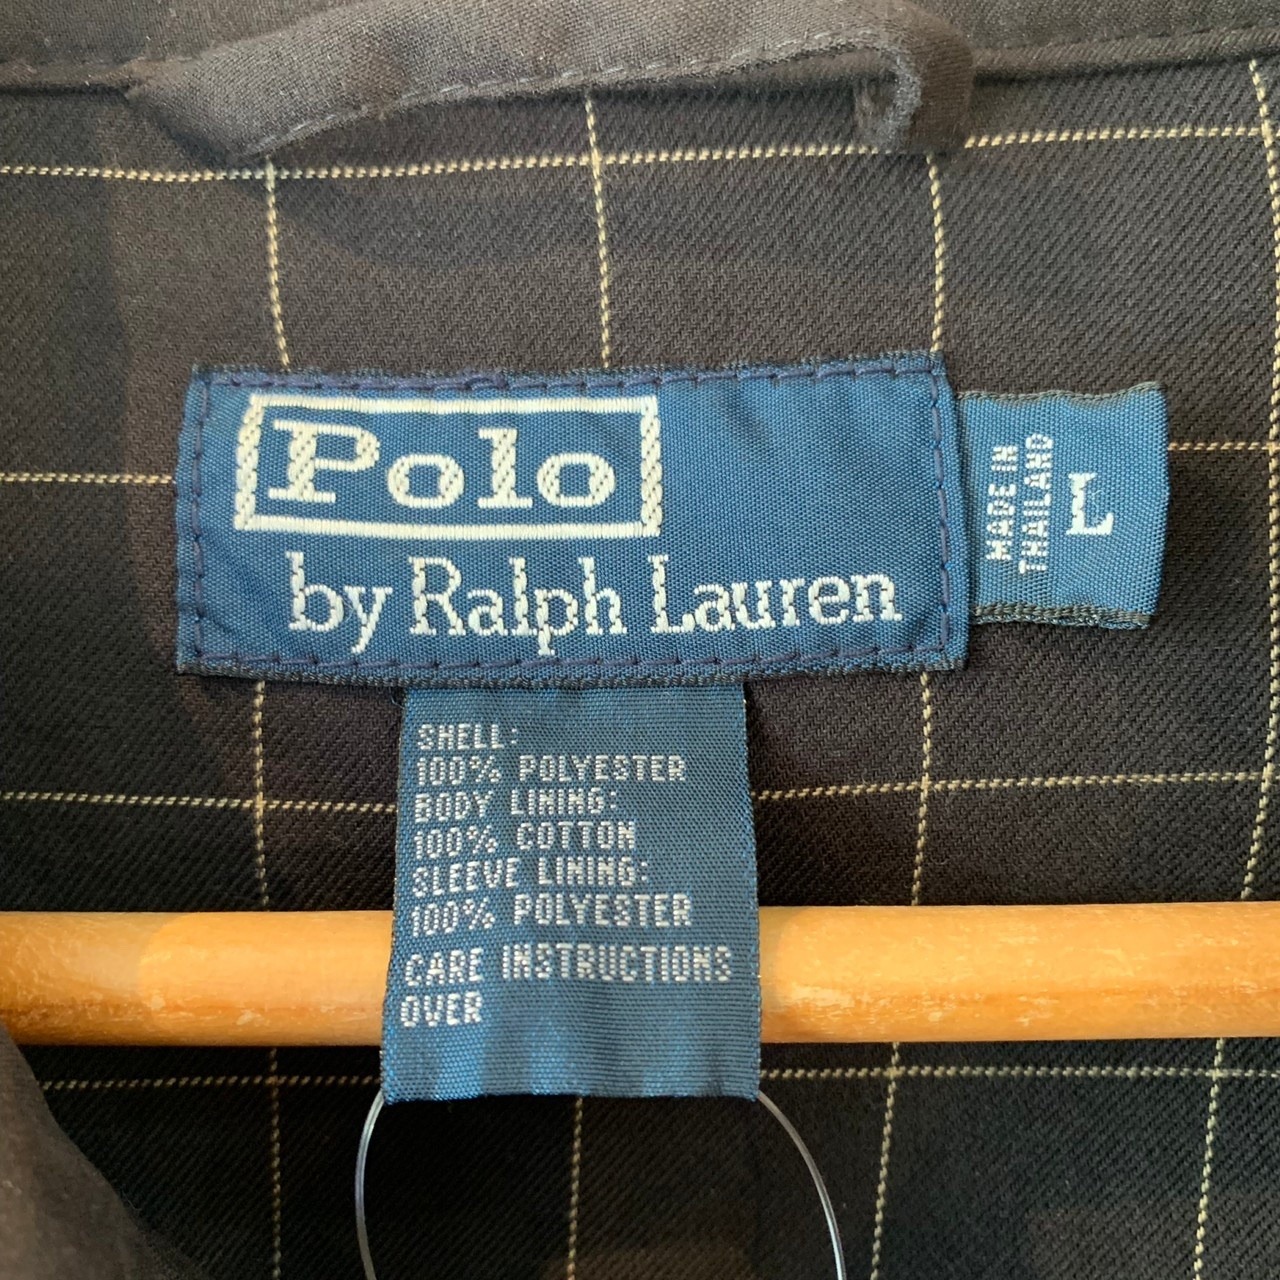 Polo
by Ralph Lauren
MADE IN
THAILAND
L
SHELL:
100% POLYESTER
BODY LINING:
100% COTTON
SLEEVE LINING:
100% POLYESTER
CARE INSTRUCTIONS
OVER